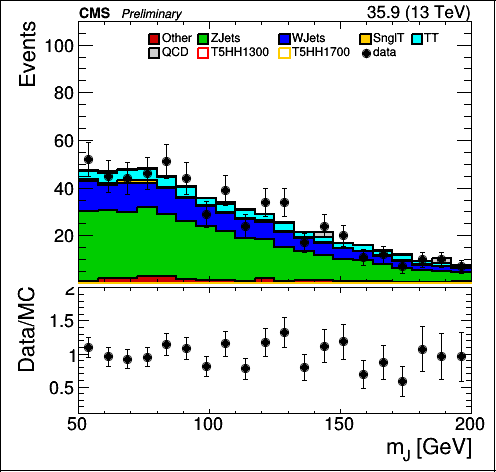 CMS Preliminary 35.9 (13 TeV)
Other ZJets WJets SnglT TT
QCD T5HH1300 T5HH1700 data
Events
100
80
60
40
20
Data/MC
2
1.5
1
0.5
50 100 150 200
m_J [GeV]